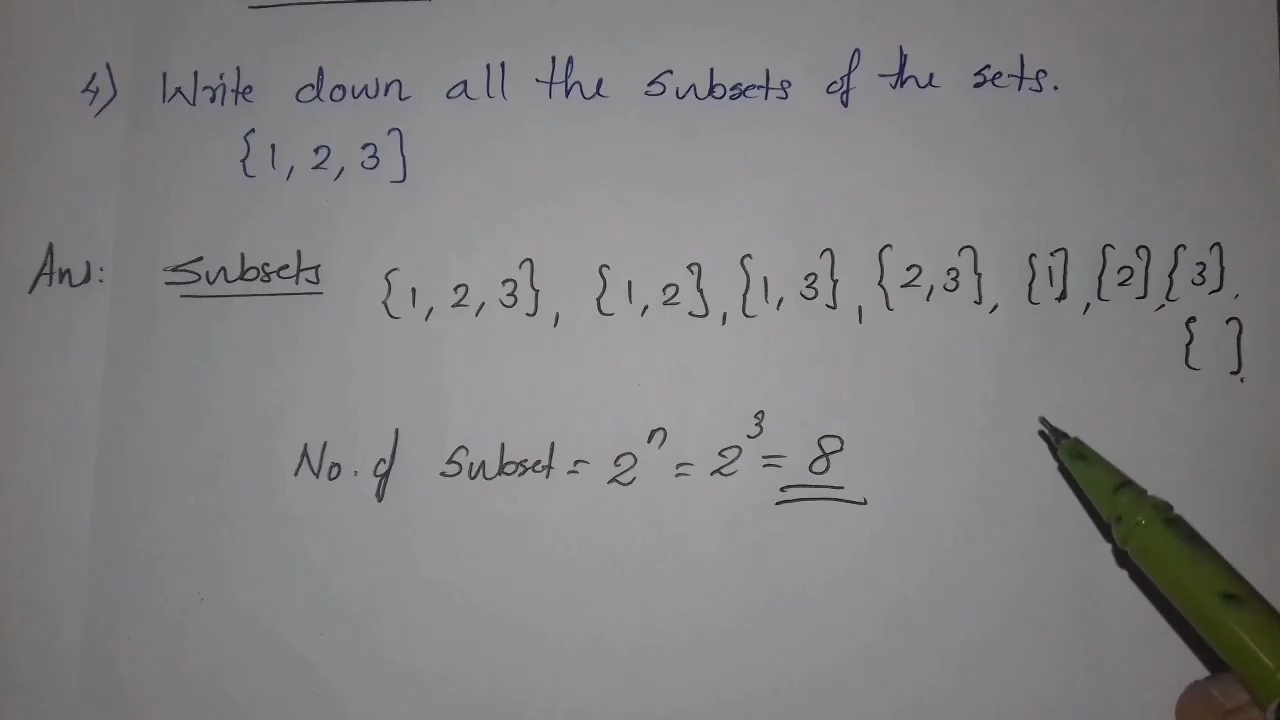 4) Write down all the subsets of the sets.
{1, 2, 3}
Ans: Subsets {1, 2, 3}, {1, 2}, {1, 3}, {2, 3}, {1}, {2}, {3},
{ }.
No. of Subset = 2ⁿ = 2³ = 8